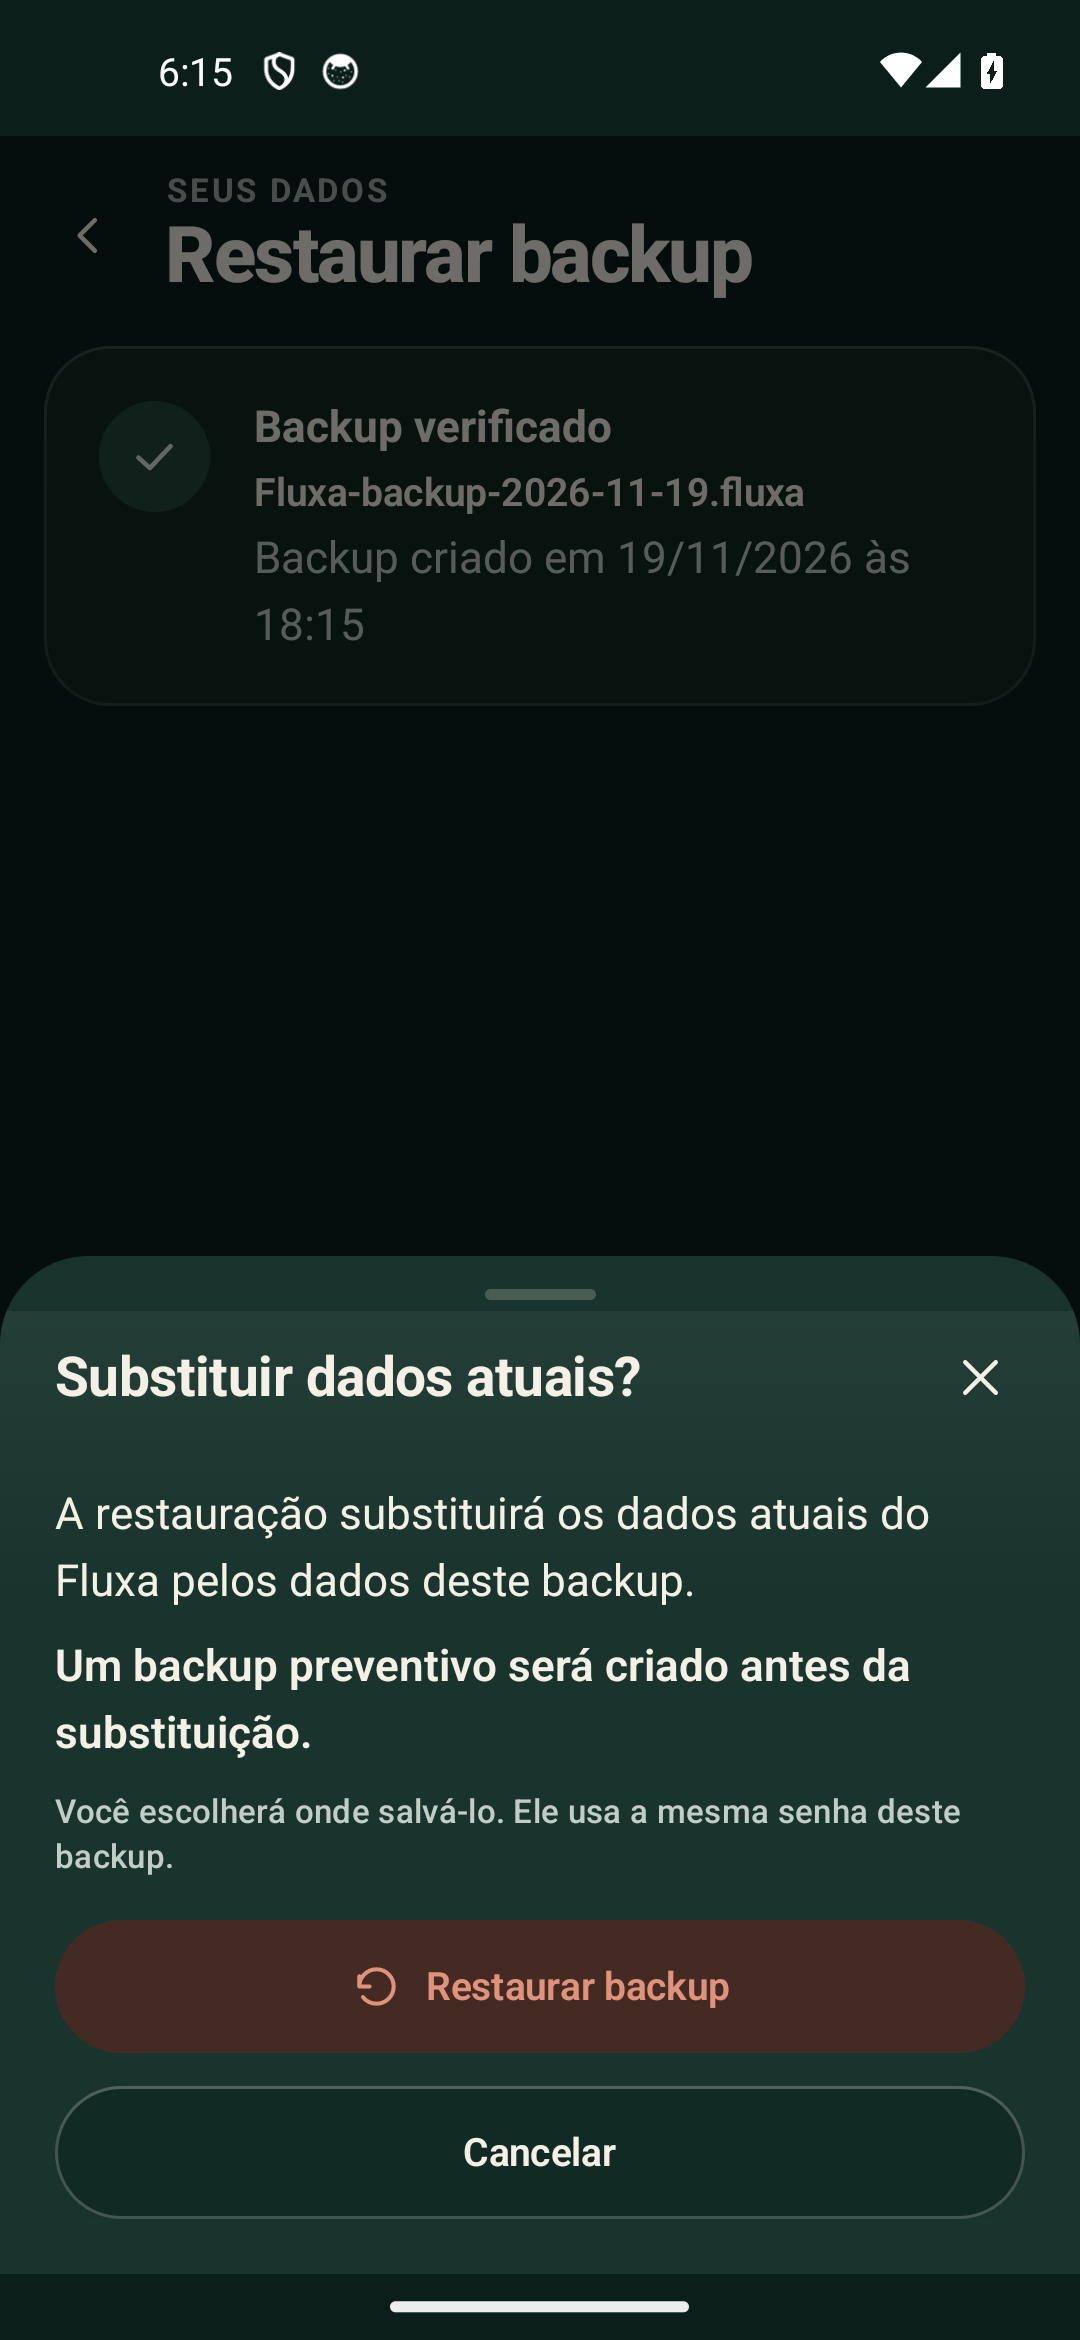 6:15
SEUS DADOS
Restaurar backup
Backup verificado
Fluxa-backup-2026-11-19.fluxa
Backup criado em 19/11/2026 às
18:15
Substituir dados atuais?
A restauração substituirá os dados atuais do
Fluxa pelos dados deste backup.
Um backup preventivo será criado antes da
substituição.
Você escolherá onde salvá-lo. Ele usa a mesma senha deste
backup.
Restaurar backup
Cancelar